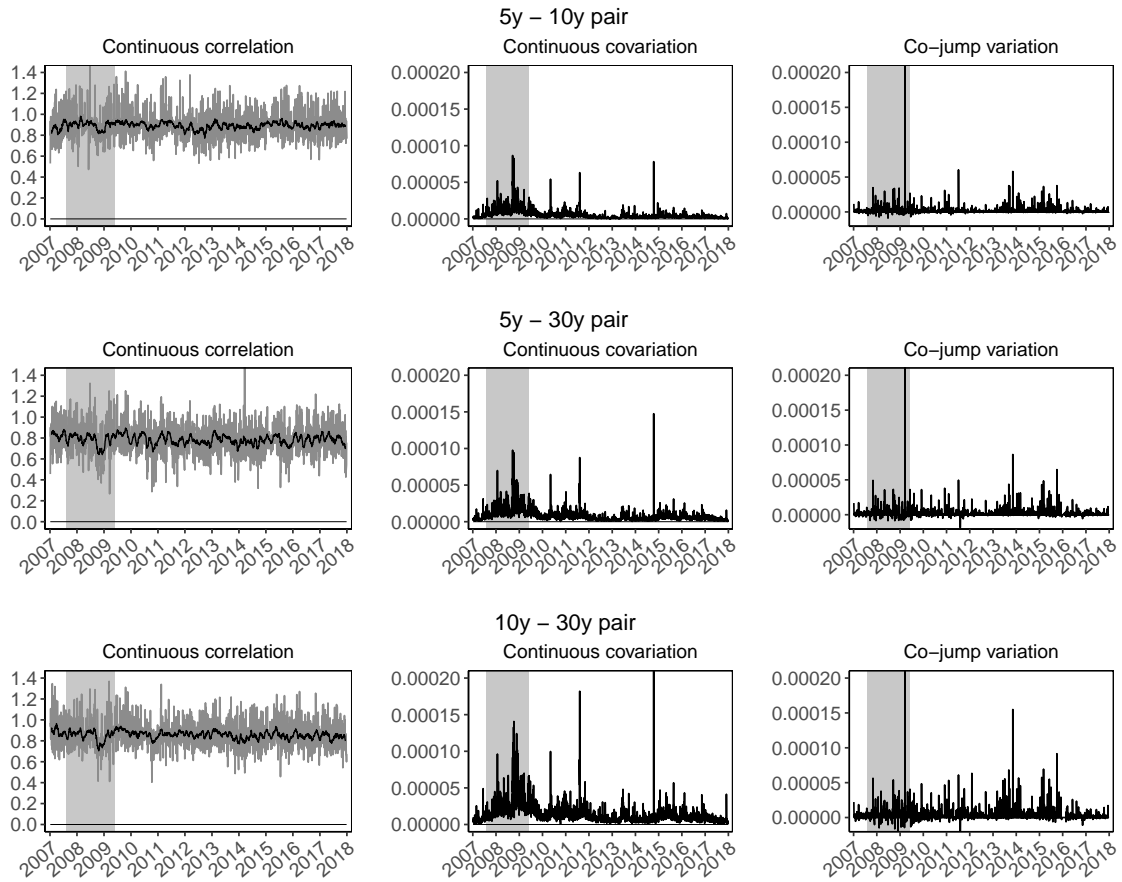 5y − 10y pair
Continuous correlation
Continuous covariation
Co−jump variation
1.4
1.2
1.0
0.8
0.6
0.4
0.2
0.0
0.00020
0.00015
0.00010
0.00005
0.00000
0.00020
0.00015
0.00010
0.00005
0.00000
2007 2008 2009 2010 2011 2012 2013 2014 2015 2016 2017 2018
2007 2008 2009 2010 2011 2012 2013 2014 2015 2016 2017 2018
2007 2008 2009 2010 2011 2012 2013 2014 2015 2016 2017 2018
5y − 30y pair
Continuous correlation
Continuous covariation
Co−jump variation
1.4
1.2
1.0
0.8
0.6
0.4
0.2
0.0
0.00020
0.00015
0.00010
0.00005
0.00000
0.00020
0.00015
0.00010
0.00005
0.00000
2007 2008 2009 2010 2011 2012 2013 2014 2015 2016 2017 2018
2007 2008 2009 2010 2011 2012 2013 2014 2015 2016 2017 2018
2007 2008 2009 2010 2011 2012 2013 2014 2015 2016 2017 2018
10y − 30y pair
Continuous correlation
Continuous covariation
Co−jump variation
1.4
1.2
1.0
0.8
0.6
0.4
0.2
0.0
0.00020
0.00015
0.00010
0.00005
0.00000
0.00020
0.00015
0.00010
0.00005
0.00000
2007 2008 2009 2010 2011 2012 2013 2014 2015 2016 2017 2018
2007 2008 2009 2010 2011 2012 2013 2014 2015 2016 2017 2018
2007 2008 2009 2010 2011 2012 2013 2014 2015 2016 2017 2018